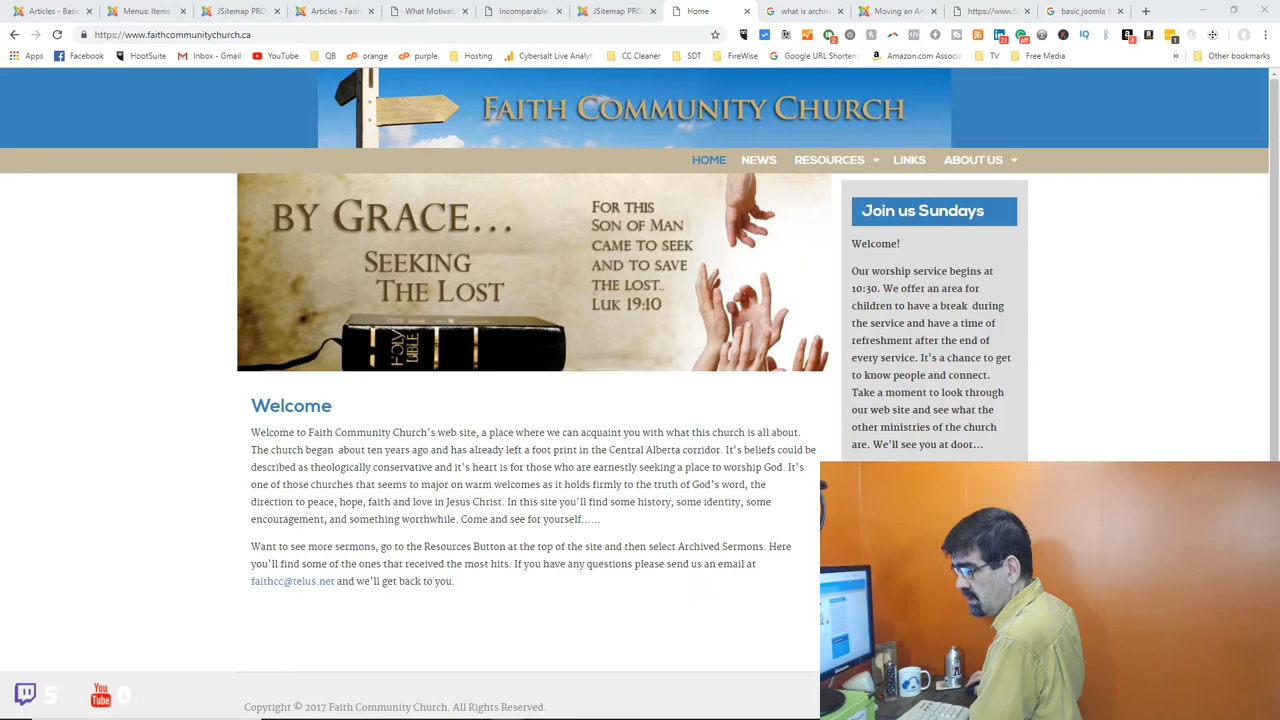 Articles - Basi
Menus: Items
JSitemap PRO
Articles - Faith
What Motivate
Incomparable
JSitemap PRO
Home
what is archiv
Moving an Ar
https://www.fa
basic joomla s
https://www.faithcommunitychurch.ca
Apps
Facebook
HootSuite
Inbox - Gmail
YouTube
QB
orange
purple
Hosting
Cybersalt Live Analy
CC Cleaner
SDT
FireWise
Google URL Shortene
Amazon.com Associa
TV
Free Media
»
Other bookmarks
FAITH COMMUNITY CHURCH
HOME NEWS RESOURCES LINKS ABOUT US
BY GRACE...
SEEKING
THE LOST
FOR THIS
SON OF MAN
CAME TO SEEK
AND TO SAVE
THE LOST..
LUK 19:10
HOLY
BIBLE
Join us Sundays
Welcome!
Our worship service begins at
10:30. We offer an area for
children to have a break during
the service and have a time of
refreshment after the end of
every service. It's a chance to get
to know people and connect.
Take a moment to look through
our web site and see what the
other ministries of the church
are. We'll see you at door...
Welcome
Welcome to Faith Community Church's web site, a place where we can acquaint you with what this church is all about.
The church began about ten years ago and has already left a foot print in the Central Alberta corridor. It's beliefs could be
described as theologically conservative and it's heart is for those who are earnestly seeking a place to worship God. It's
one of those churches that seems to major on warm welcomes as it holds firmly to the truth of God's word, the
direction to peace, hope, faith and love in Jesus Christ. In this site you'll find some history, some identity, some
encouragement, and something worthwhile. Come and see for yourself......
Want to see more sermons, go to the Resources Button at the top of the site and then select Archived Sermons. Here
you'll find some of the ones that received the most hits. If you have any questions please send us an email at
faithcc@telus.net and we'll get back to you.
5
You
Tube
0
Copyright © 2017 Faith Community Church. All Rights Reserved.